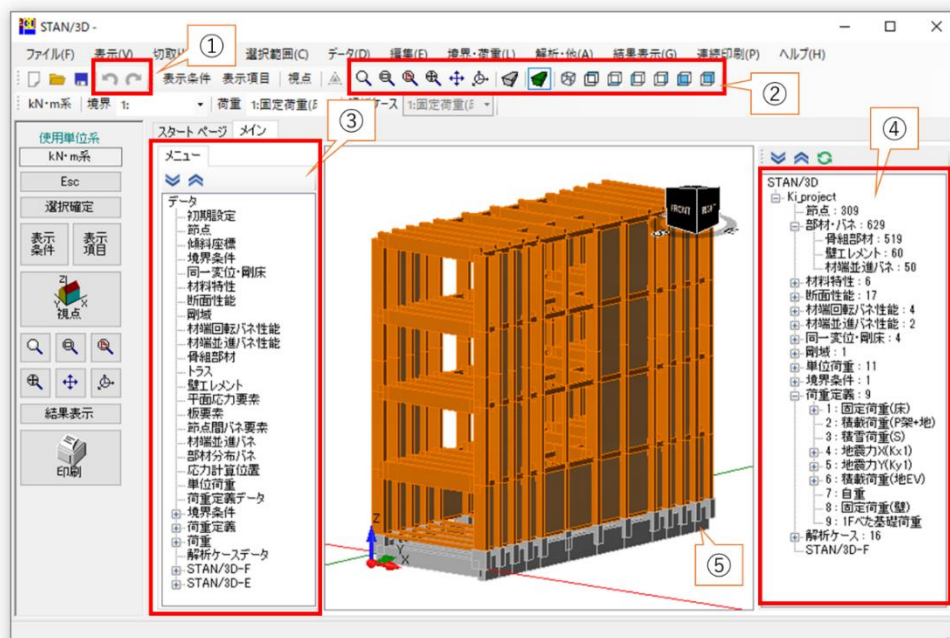 STAN/3D -
ファイル(F) 表示(V) 選択範囲(C) データ(D) 編集(E) 境界・荷重(L) 解析・他(A) 結果表示(G) 連続印刷(P) ヘルプ(H)
①
表示条件 表示項目 視点
②
kN・m系 境界 1: 荷重 1:固定荷重( ケース 1:固定荷重(
③
④
使用単位系
kN・m系
Esc
選択確定
表示条件
表示項目
Z
Y
X
視点
結果表示
印刷
スタート ページ メイン
メニュー
データ
初期設定
節点
傾斜座標
境界条件
同一変位・剛床
材料特性
断面性能
剛域
材端回転バネ性能
材端並進バネ性能
骨組部材
トラス
壁エレメント
平面応力要素
板要素
節点間バネ要素
材端並進バネ
部材分布バネ
応力計算位置
単位荷重
荷重定義データ
境界条件
荷重定義
荷重
解析ケースデータ
STAN/3D-F
STAN/3D-E
FRONT
RIGHT
Z
Y
X
⑤
STAN/3D
Ki_project
節点 : 309
部材・バネ : 629
骨組部材 : 519
壁エレメント : 60
材端並進バネ : 50
材料特性 : 6
断面性能 : 17
材端回転バネ性能 : 4
材端並進バネ性能 : 2
同一変位・剛床 : 4
剛域 : 1
単位荷重 : 11
境界条件 : 1
荷重定義 : 9
1 : 固定荷重(床)
2 : 積載荷重(P架+地)
3 : 積雪荷重(S)
4 : 地震力X(Kx1)
5 : 地震力Y(Ky1)
6 : 積載荷重(地EV)
7 : 自重
8 : 固定荷重(壁)
9 : 1Fべた基礎荷重
解析ケース : 16
STAN/3D-F